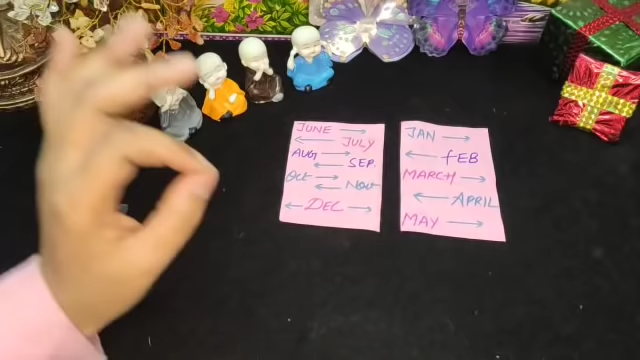 JUNE →
← JULY
AUG →
← SEP.
Oct →
← Nov
← DEC →
JAN →
← fEB
MARCH →
← APRIL
MAY →